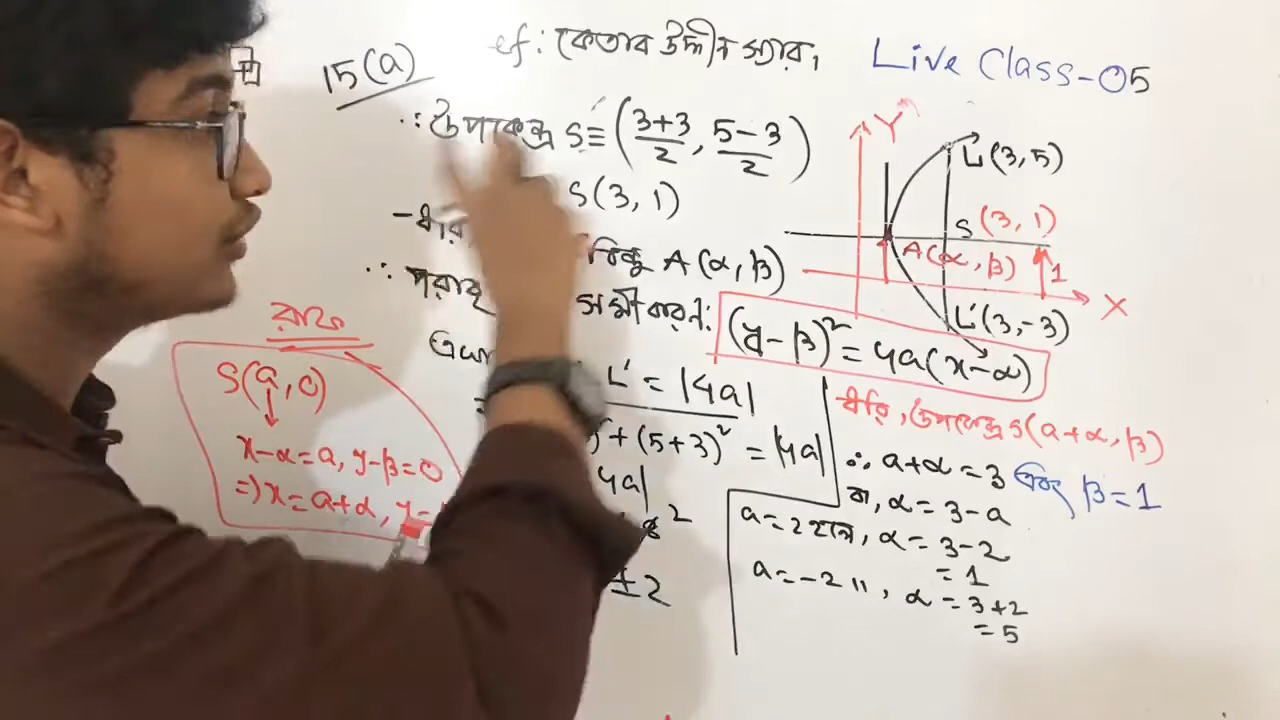 15(a)
ef: কেতাব উদ্দীন স্যার,
Live Class-05
∴ উপকেন্দ্র S≡ (3+3/2, 5-3/2)
S(3, 1)
A(α, β)
∴
সমীকরণ: (y-β)² = 4a(x-α)
L' = |4a|
+ (5+3)² = |4a|
4a|
2
± 2
রাফ
S(a, 0)
x-α=a, y-β=0
=> x=a+α, y=
Y
L(3, 5)
S (3, 1)
A(α, β)
1
X
L'(3, -3)
ধরি, উপকেন্দ্র S(a+α, β)
∴ a+α = 3 এবং β = 1
বা, α = 3-a
a = 2 হলে, α = 3-2
= 1
a = -2 ", α = 3+2
= 5